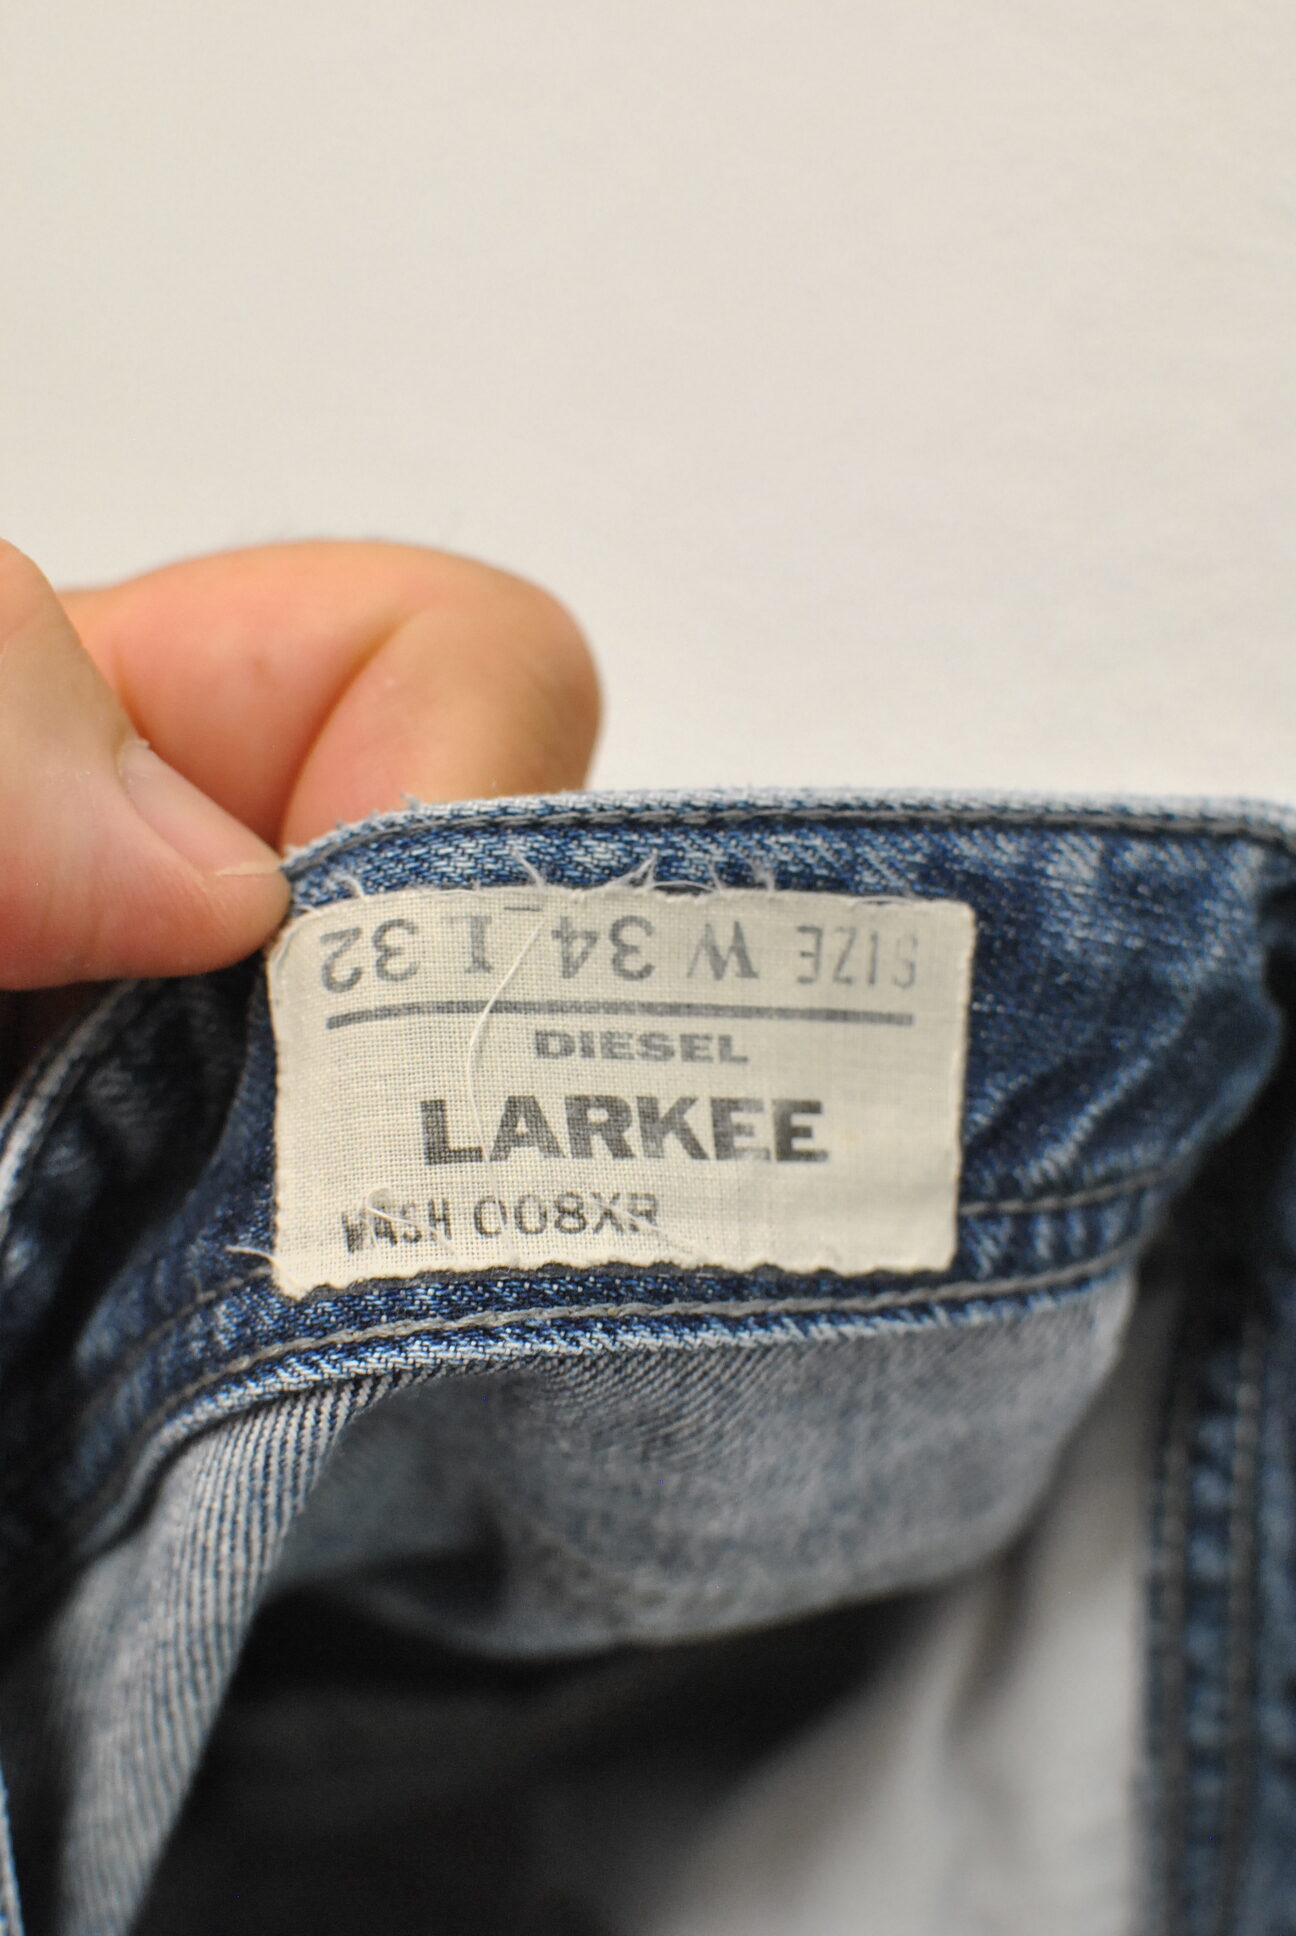 SIZE W 34 L 32
DIESEL
LARKEE
WASH 008XR